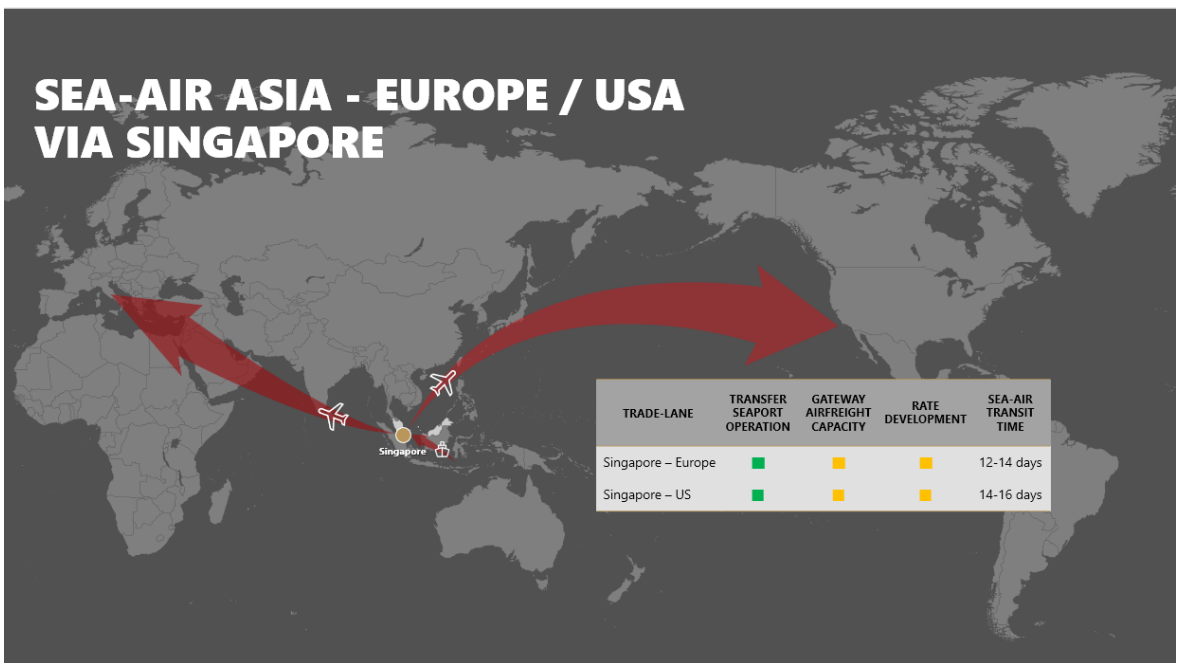 SEA-AIR ASIA - EUROPE / USA
VIA SINGAPORE
Singapore
TRADE-LANE
TRANSFER
SEAPORT
OPERATION
GATEWAY
AIRFREIGHT
CAPACITY
RATE
DEVELOPMENT
SEA-AIR
TRANSIT
TIME
Singapore – Europe
12-14 days
Singapore – US
14-16 days